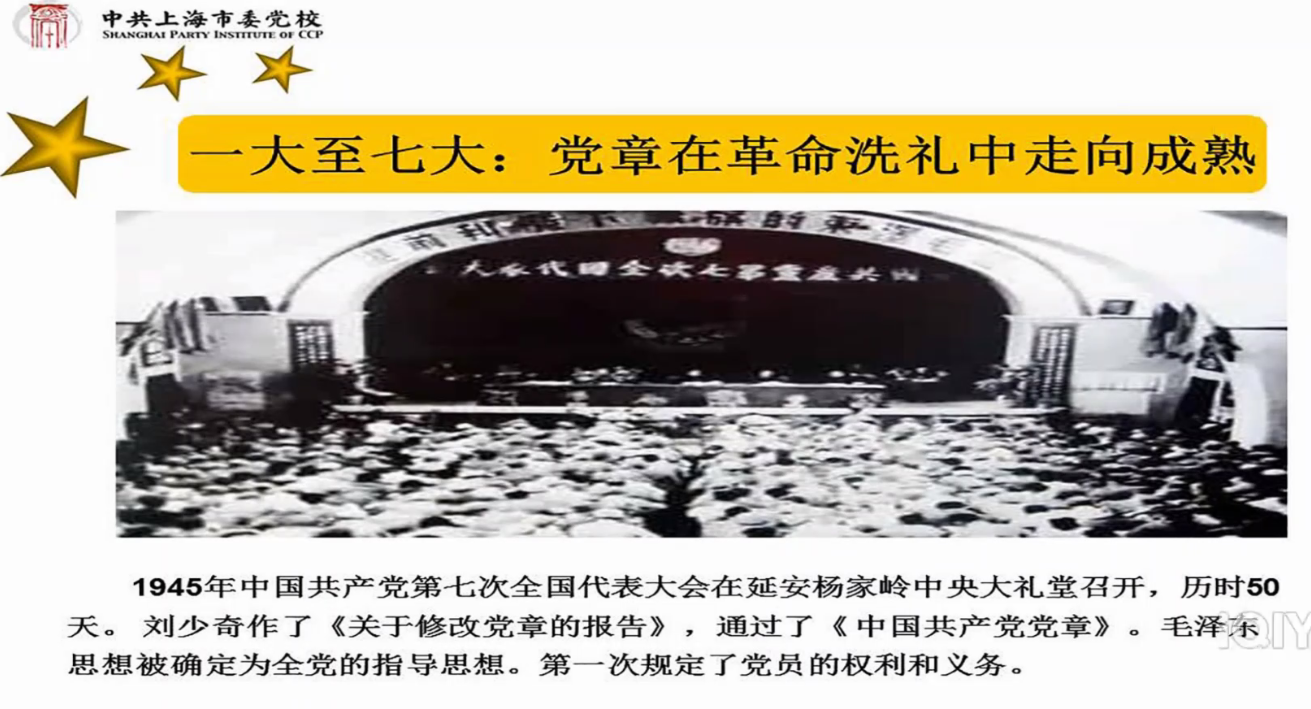 中共上海市委党校
SHANGHAI PARTY INSTITUTE OF CCP
一大至七大：党章在革命洗礼中走向成熟
大表代国全次七第党产共国
1945年中国共产党第七次全国代表大会在延安杨家岭中央大礼堂召开，历时50
天。刘少奇作了《关于修改党章的报告》，通过了《中国共产党党章》。毛泽东
思想被确定为全党的指导思想。第一次规定了党员的权利和义务。
iQIY